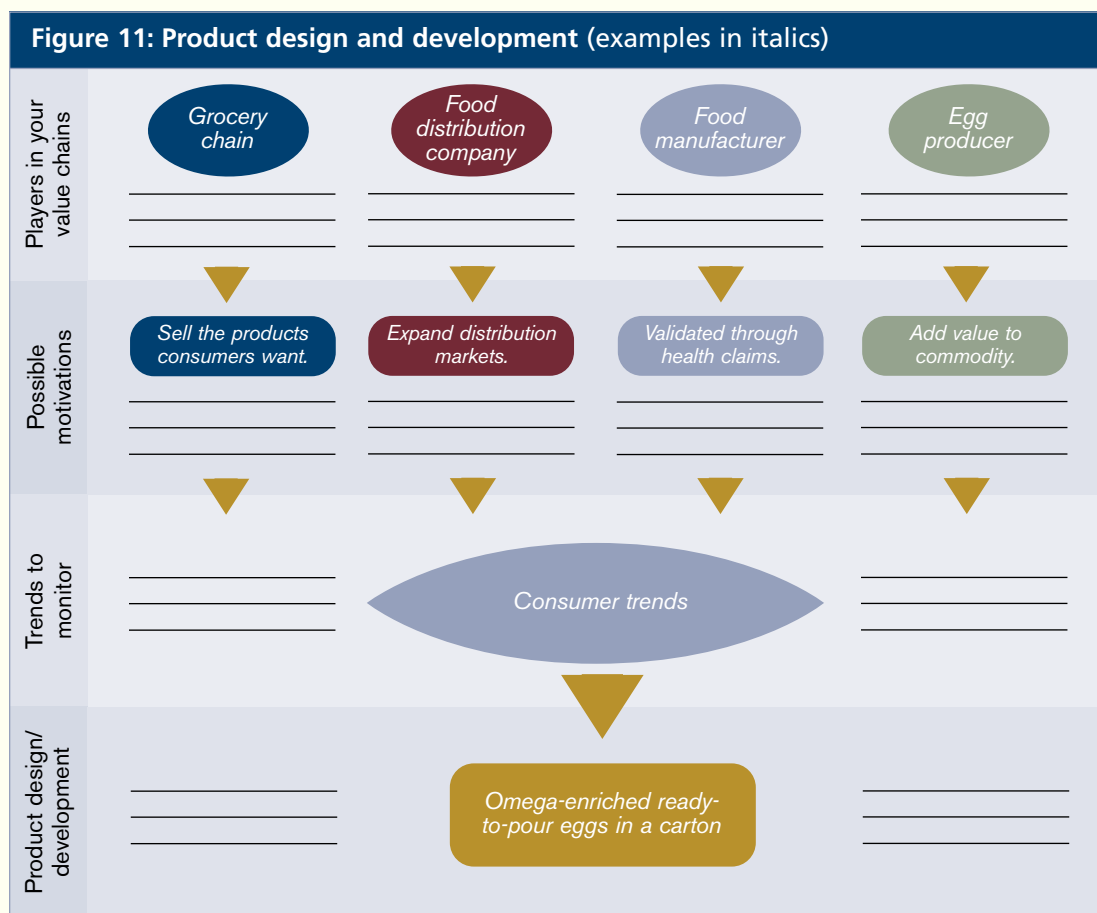 Figure 11: Product design and development (examples in italics)
Players in your
value chains
Grocery
chain
Food
distribution
company
Food
manufacturer
Egg
producer
Possible
motivations
Sell the products
consumers want.
Expand distribution
markets.
Validated through
health claims.
Add value to
commodity.
Trends to
monitor
Consumer trends
Product design/
development
Omega-enriched ready-
to-pour eggs in a carton